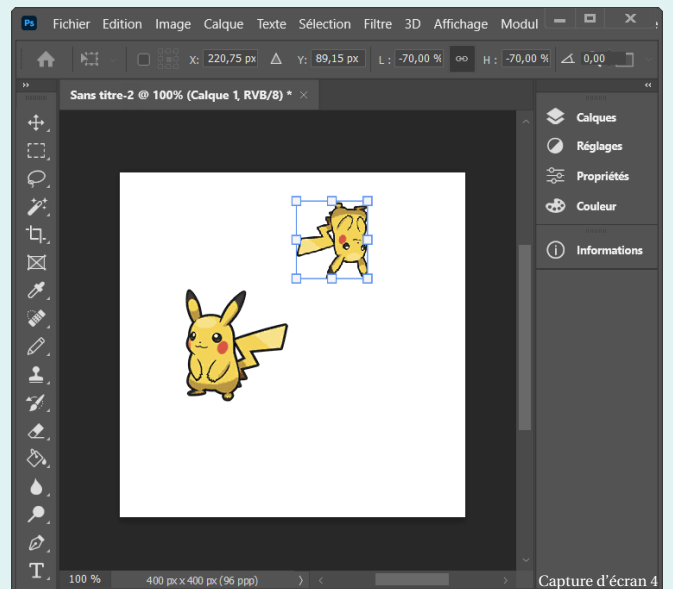 Ps Fichier Edition Image Calque Texte Sélection Filtre 3D Affichage Modul
X: 220,75 px Δ Y: 89,15 px L : -70,00 % H : -70,00 % 0,00
Sans titre-2 @ 100% (Calque 1, RVB/8) * ×
Calques
Réglages
Propriétés
Couleur
Informations
T
100 % 400 px x 400 px (96 ppp)
Capture d'écran 4